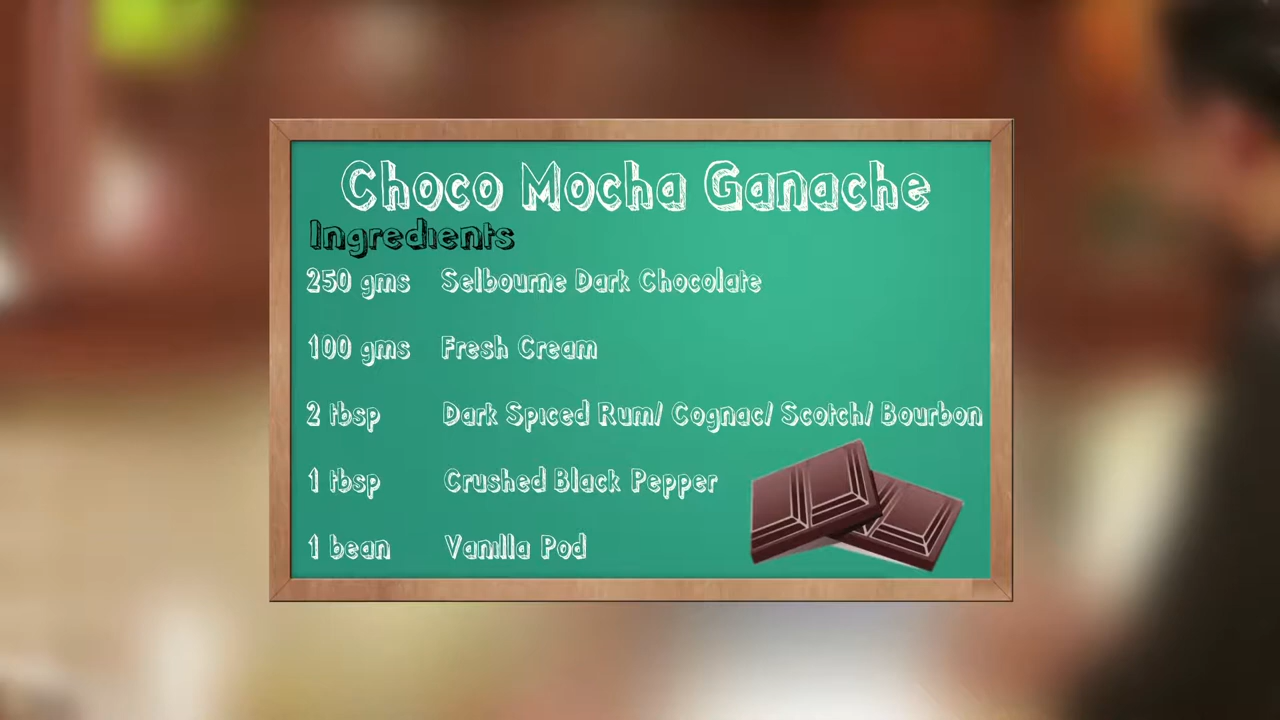 Choco Mocha Ganache
Ingredients
250 gms Selbourne Dark Chocolate
100 gms Fresh Cream
2 tbsp Dark Spiced Rum/ Cognac/ Scotch/ Bourbon
1 tbsp Crushed Black Pepper
1 bean Vanilla Pod